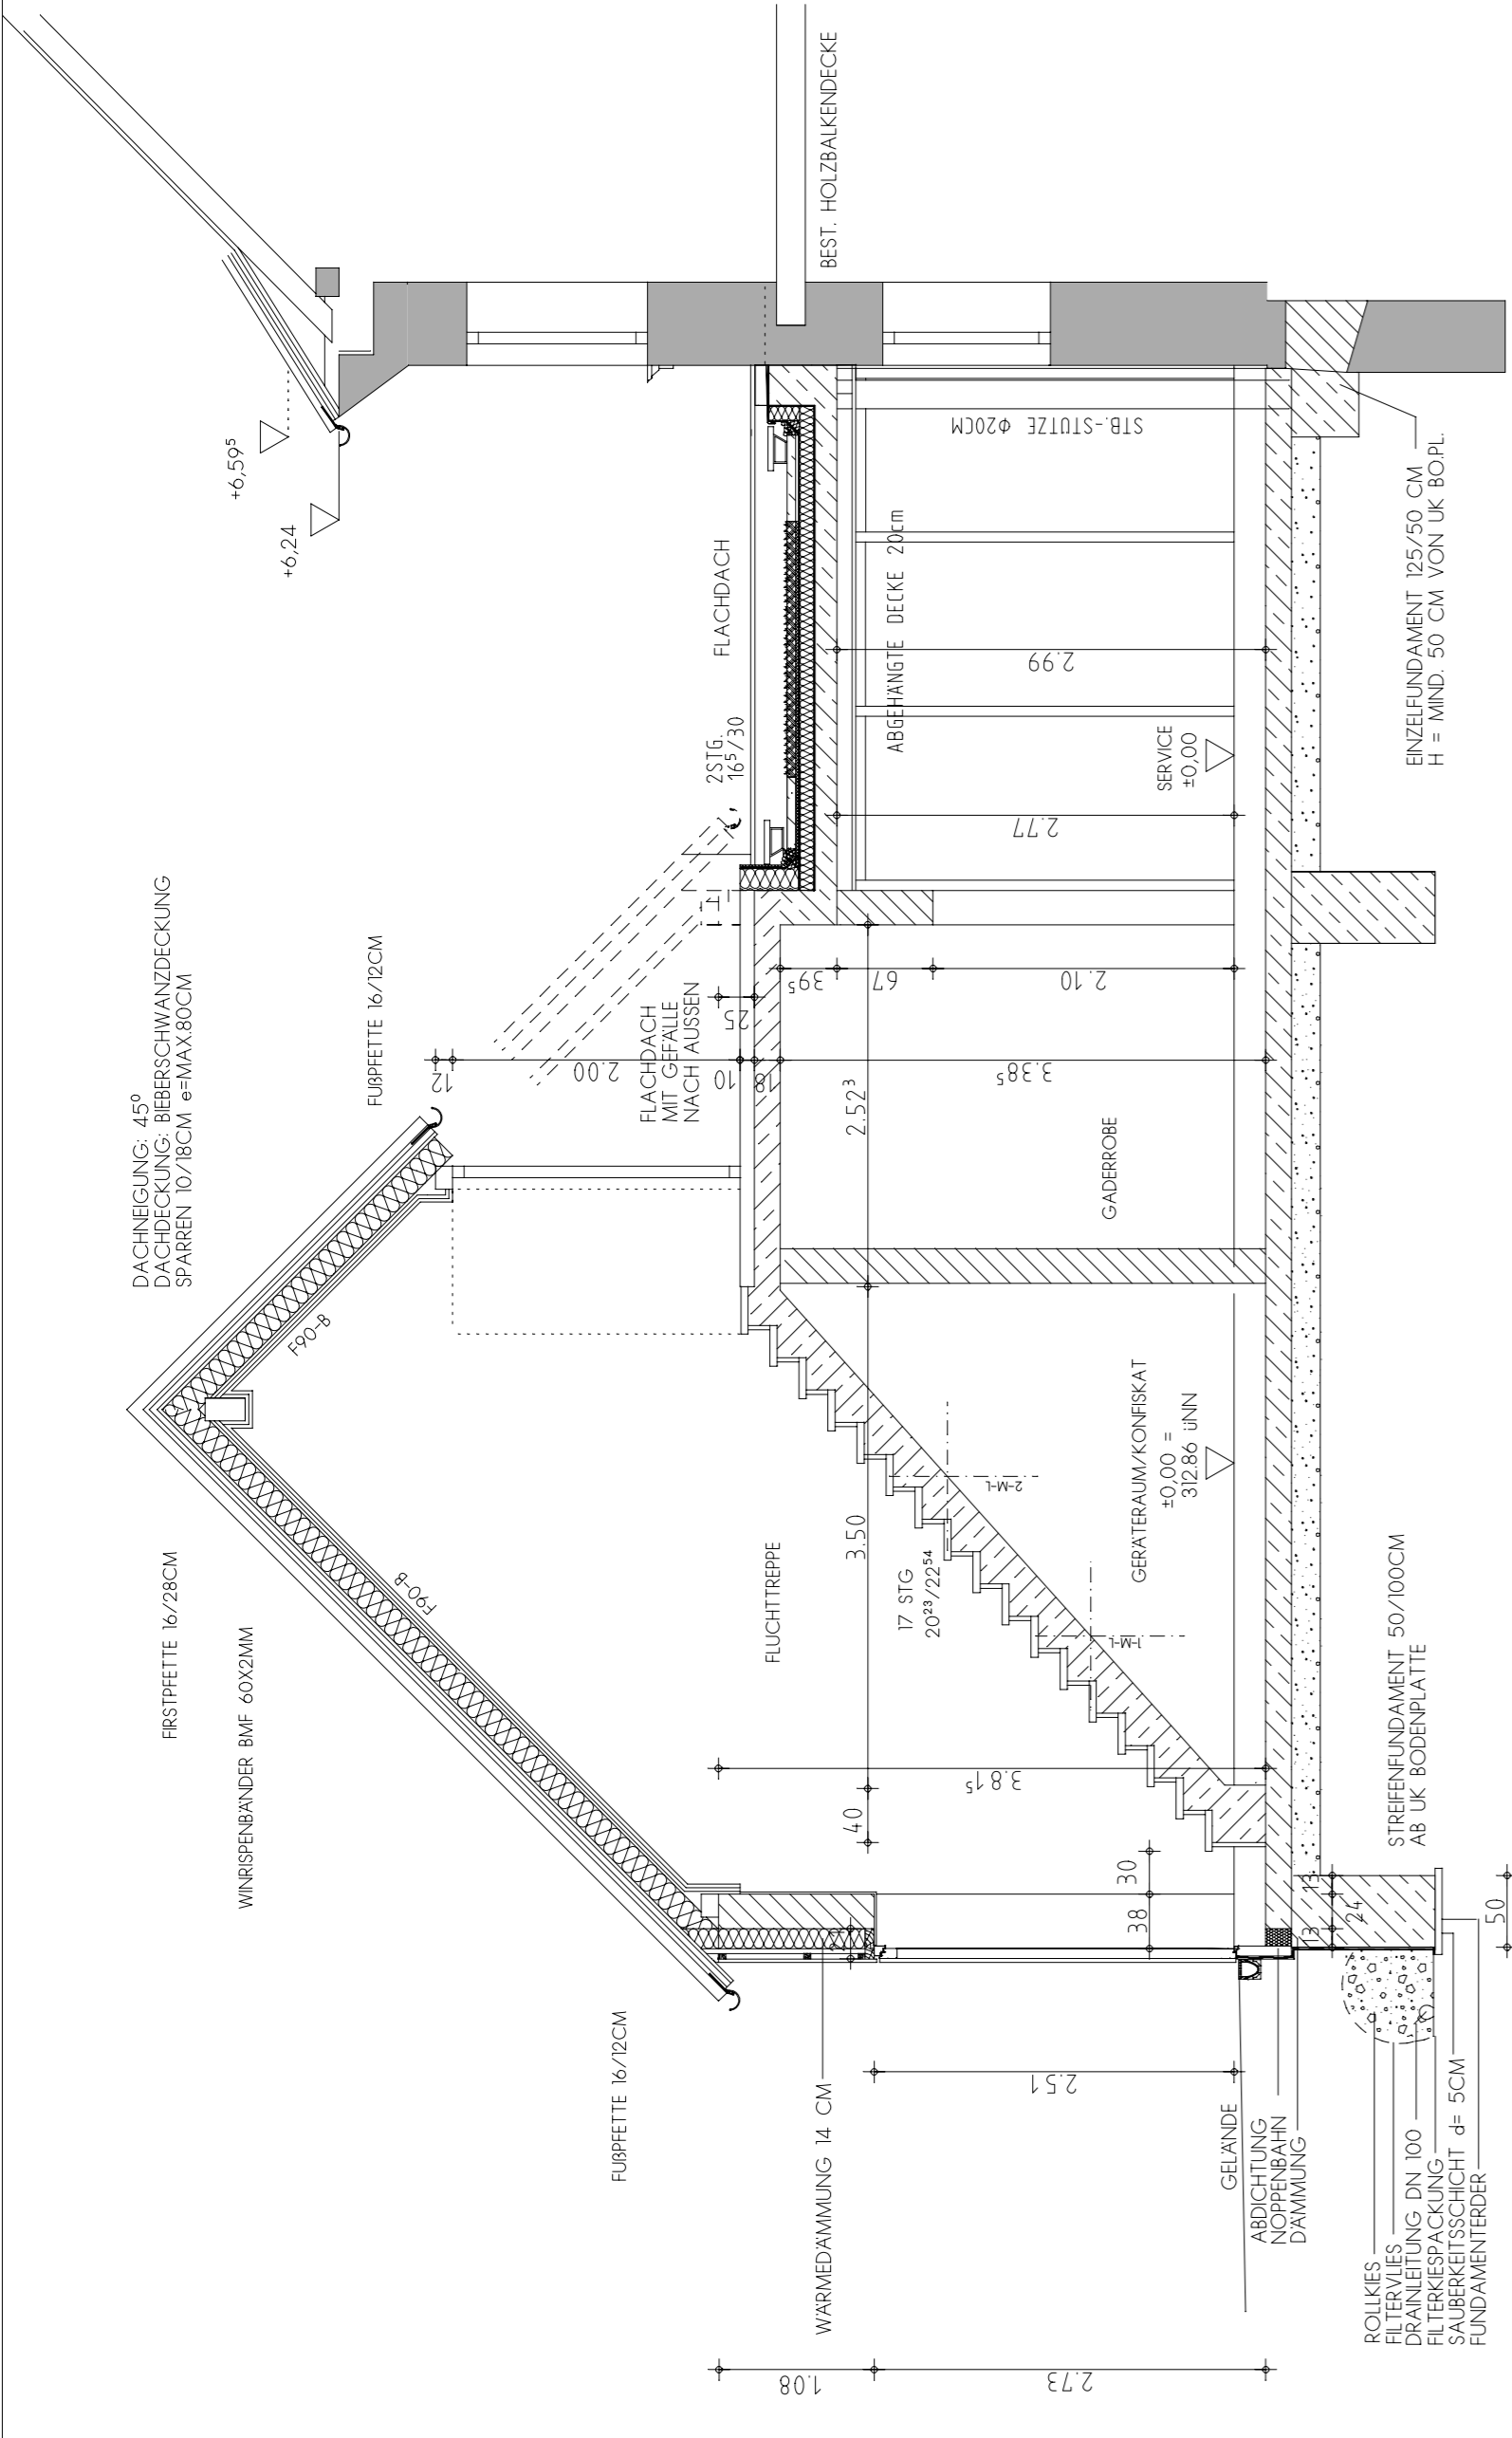 DACHNEIGUNG: 45⁰
DACHDECKUNG: BIEBERSCHWANZDECKUNG
SPARREN 10/18CM e=MAX.80CM
FIRSTPFETTE 16/28CM
WINRISPENBÄNDER BMF 60X2MM
F90-B
F90-B
FUßPFETTE 16/12CM
FUßPFETTE 16/12CM
+6,59⁵
+6,24
12
2.00
10
18
25
FLACHDACH
MIT GEFÄLLE
NACH AUSSEN
2STG.
16⁵/30
FLACHDACH
BEST. HOLZBALKENDECKE
WÄRMEDÄMMUNG 14 CM
1.08
2.73
2.51
21
FLUCHTTREPPE
40
3.50
2.52³
17 STG
20²³/22⁵⁴
2-M-L
1-M-L
3.81⁵
30
38
GERÄTERAUM/KONFISKAT
±0,00 =
312.86 üNN
GADERROBE
3.38⁵
39⁵
67
2.10
ABGEHÄNGTE DECKE 20cm
2.77
2.99
STB.-STÜTZE Φ20CM
SERVICE
±0,00
GELÄNDE
ABDICHTUNG
NOPPENBAHN
DÄMMUNG
ROLLKIES
FILTERVLIES
DRAINLEITUNG DN 100
FILTERKIESPACKUNG
SAUBERKEITSSCHICHT d= 5CM
FUNDAMENTERDER
13
24
13
50
STREIFENFUNDAMENT 50/100CM
AB UK BODENPLATTE
EINZELFUNDAMENT 125/50 CM
H = MIND. 50 CM VON UK BO.PL.